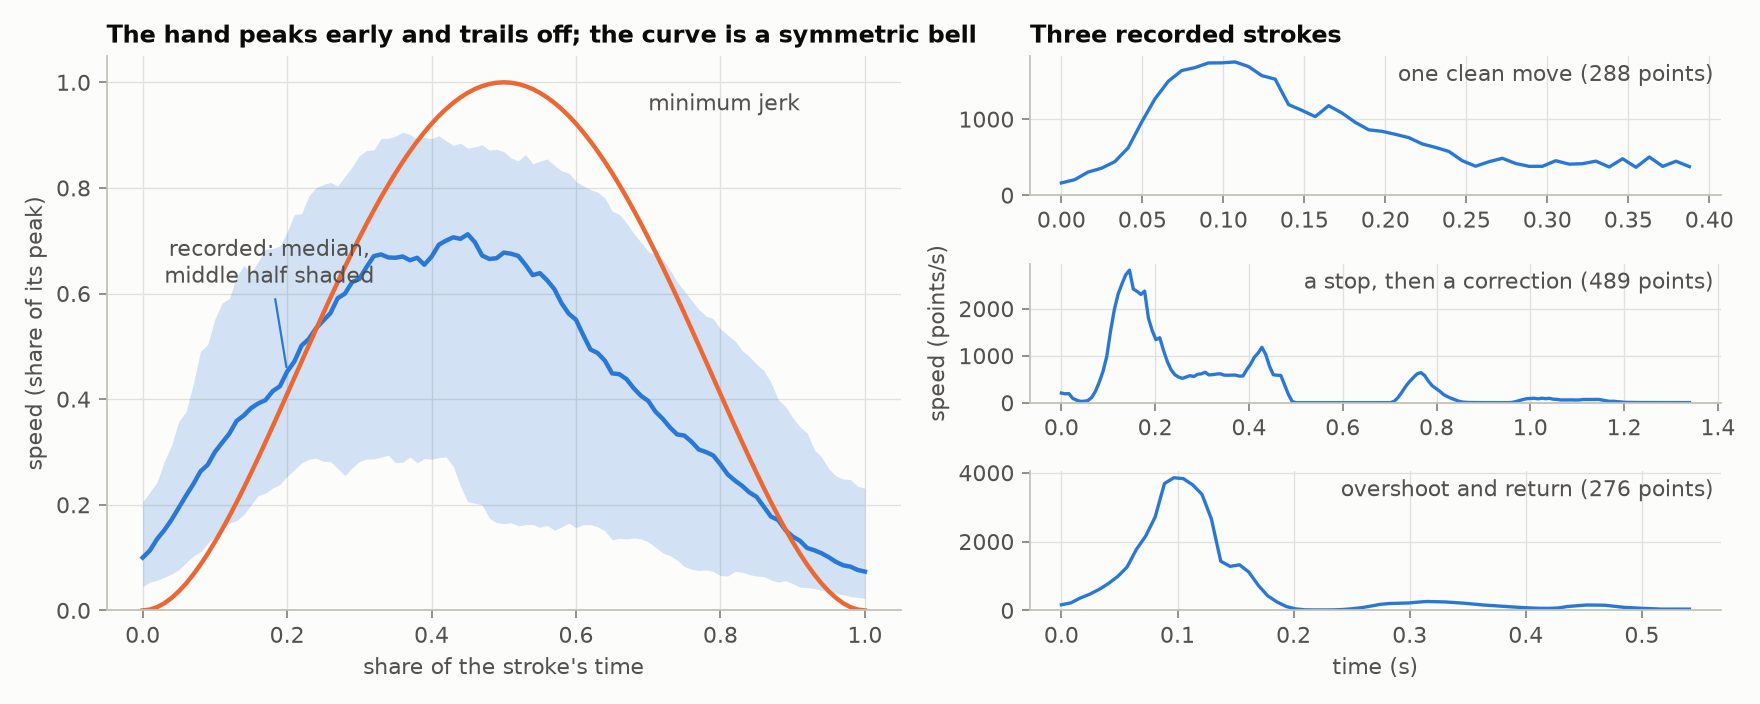 The hand peaks early and trails off; the curve is a symmetric bell
speed (share of its peak)
1.0
0.8
0.6
0.4
0.2
0.0
minimum jerk
recorded: median,
middle half shaded
0.0 0.2 0.4 0.6 0.8 1.0
share of the stroke's time
Three recorded strokes
speed (points/s)
one clean move (288 points)
1000
0
0.00 0.05 0.10 0.15 0.20 0.25 0.30 0.35 0.40
a stop, then a correction (489 points)
2000
1000
0
0.0 0.2 0.4 0.6 0.8 1.0 1.2 1.4
overshoot and return (276 points)
4000
2000
0
0.0 0.1 0.2 0.3 0.4 0.5
time (s)